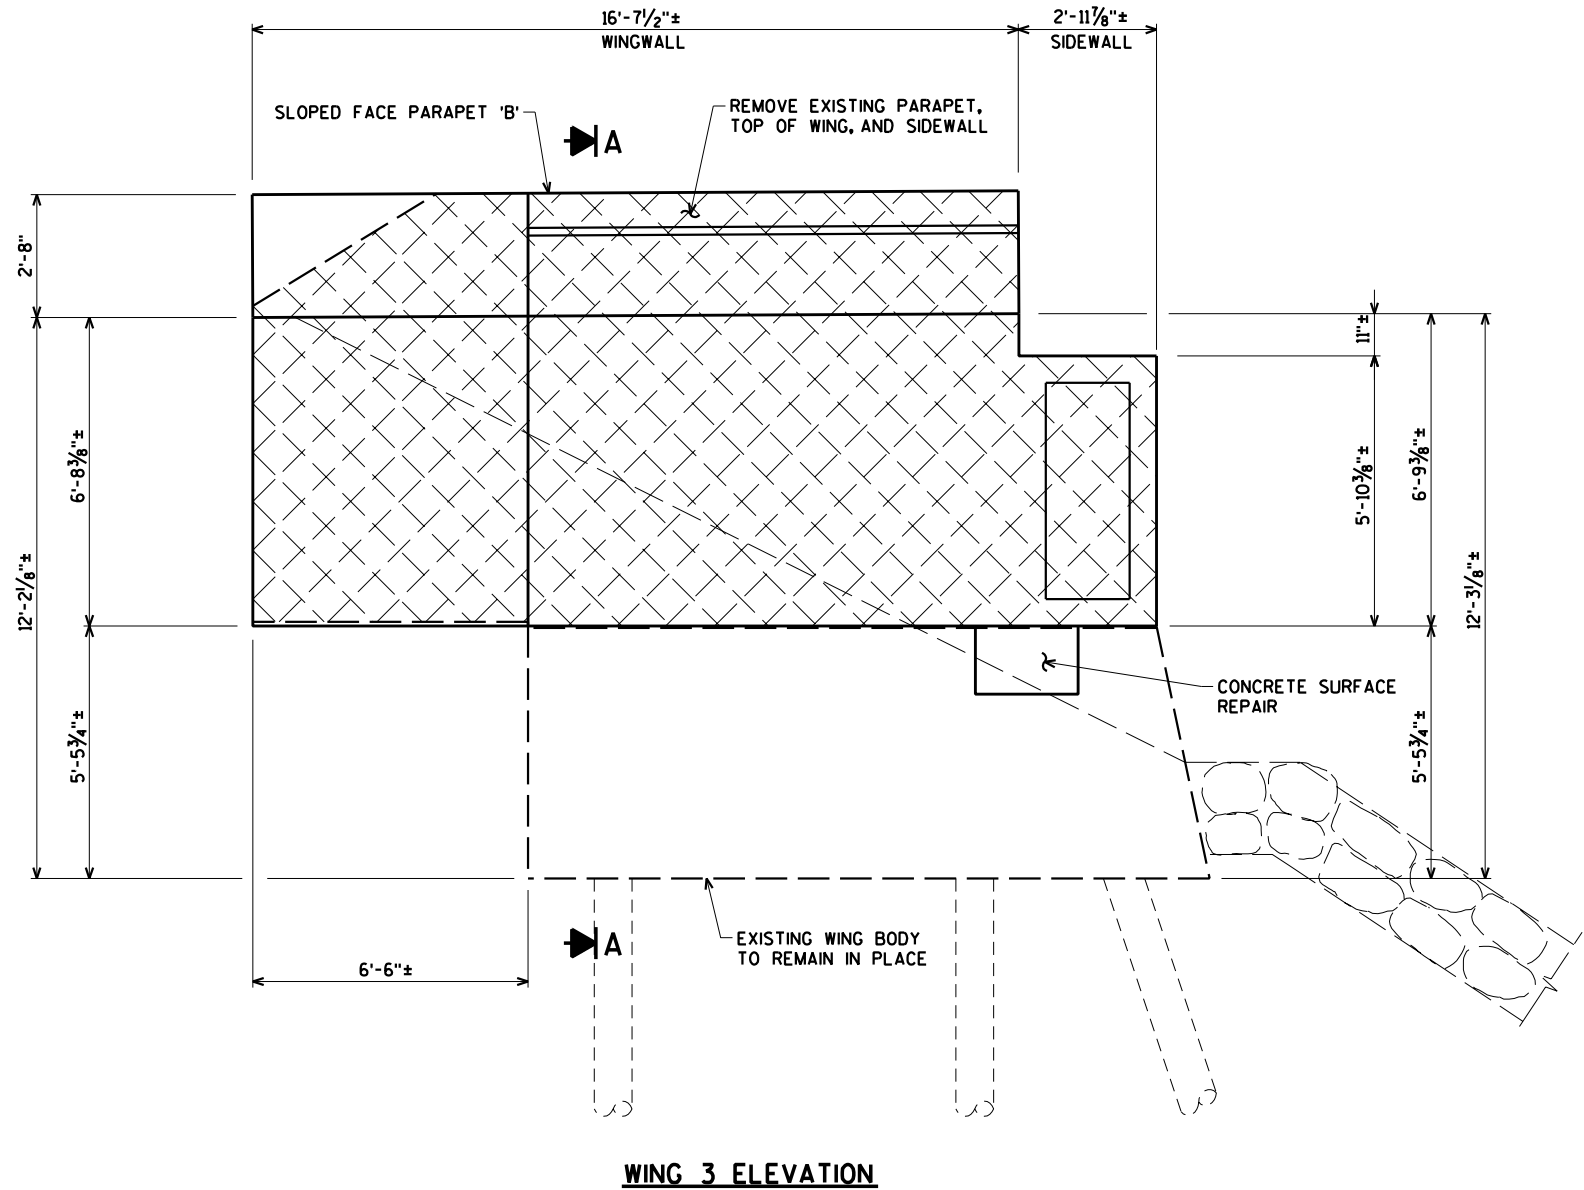 16'-7½"±
WINGWALL
2'-11⅞"±
SIDEWALL
SLOPED FACE PARAPET 'B'
REMOVE EXISTING PARAPET,
TOP OF WING, AND SIDEWALL
A
2'-8"
11"±
6'-8⅜"±
5'-10⅜"±
6'-9⅜"±
12'-2⅛"±
12'-3⅛"±
CONCRETE SURFACE
REPAIR
5'-5¾"±
5'-5¾"±
A
EXISTING WING BODY
TO REMAIN IN PLACE
6'-6"±
WING 3 ELEVATION